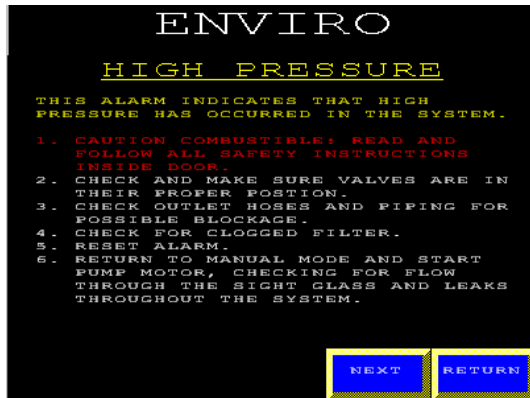 ENVIRO
HIGH PRESSURE
THIS ALARM INDICATES THAT HIGH
PRESSURE HAS OCCURRED IN THE SYSTEM.
1. CAUTION COMBUSTIBLE: READ AND
FOLLOW ALL SAFETY INSTRUCTIONS
INSIDE DOOR.
2. CHECK AND MAKE SURE VALVES ARE IN
THEIR PROPER POSTION.
3. CHECK OUTLET HOSES AND PIPING FOR
POSSIBLE BLOCKAGE.
4. CHECK FOR CLOGGED FILTER.
5. RESET ALARM.
6. RETURN TO MANUAL MODE AND START
PUMP MOTOR, CHECKING FOR FLOW
THROUGH THE SIGHT GLASS AND LEAKS
THROUGHOUT THE SYSTEM.
NEXT RETURN